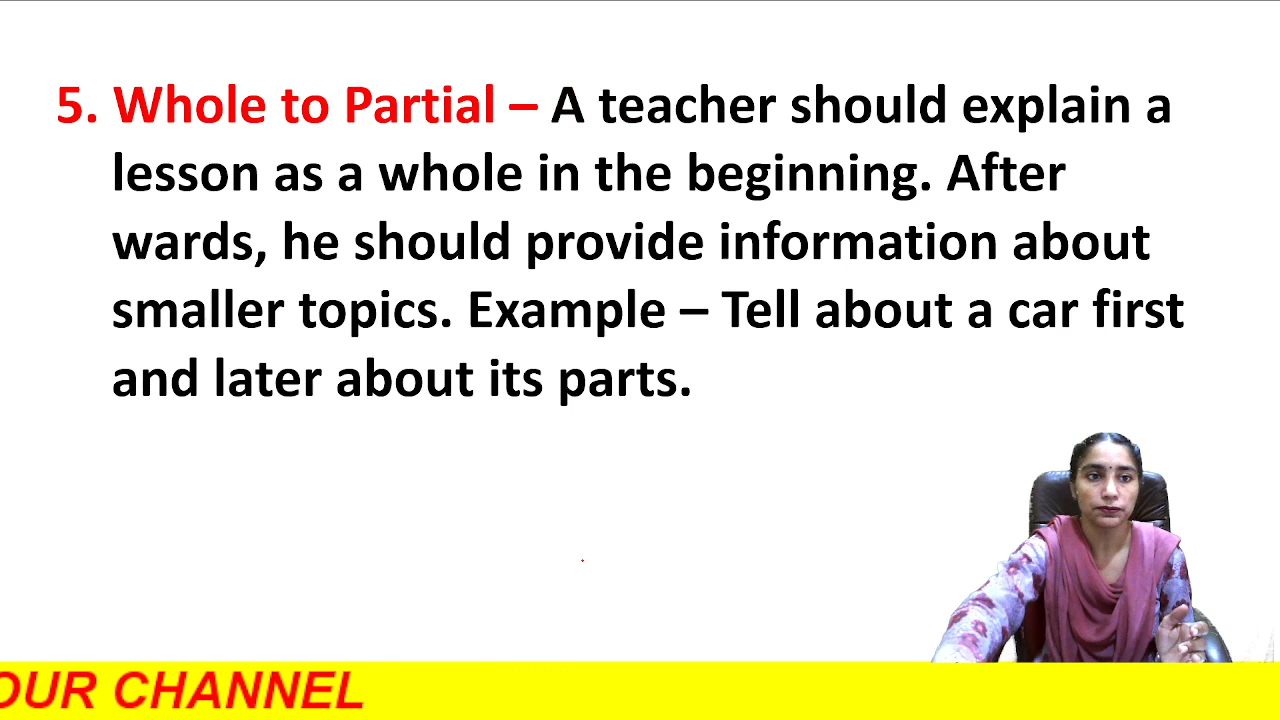 5. Whole to Partial – A teacher should explain a
lesson as a whole in the beginning. After
wards, he should provide information about
smaller topics. Example – Tell about a car first
and later about its parts.
OUR CHANNEL